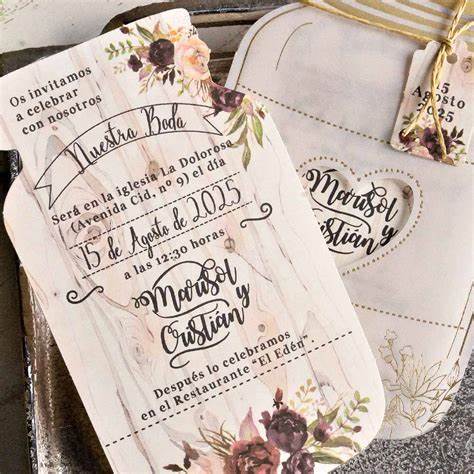 Os invitamos
a celebrar
con nosotros
Nuestra Boda
Será en la iglesia La Dolorosa
(Avenida Cid, nº 9) el día
15 de Agosto de 2025
a las 12:30 horas
Marisol
y
Cristián
Después lo celebramos
en el Restaurante "El Edén".
15
Agosto
2025
Marisol
y
Cristián